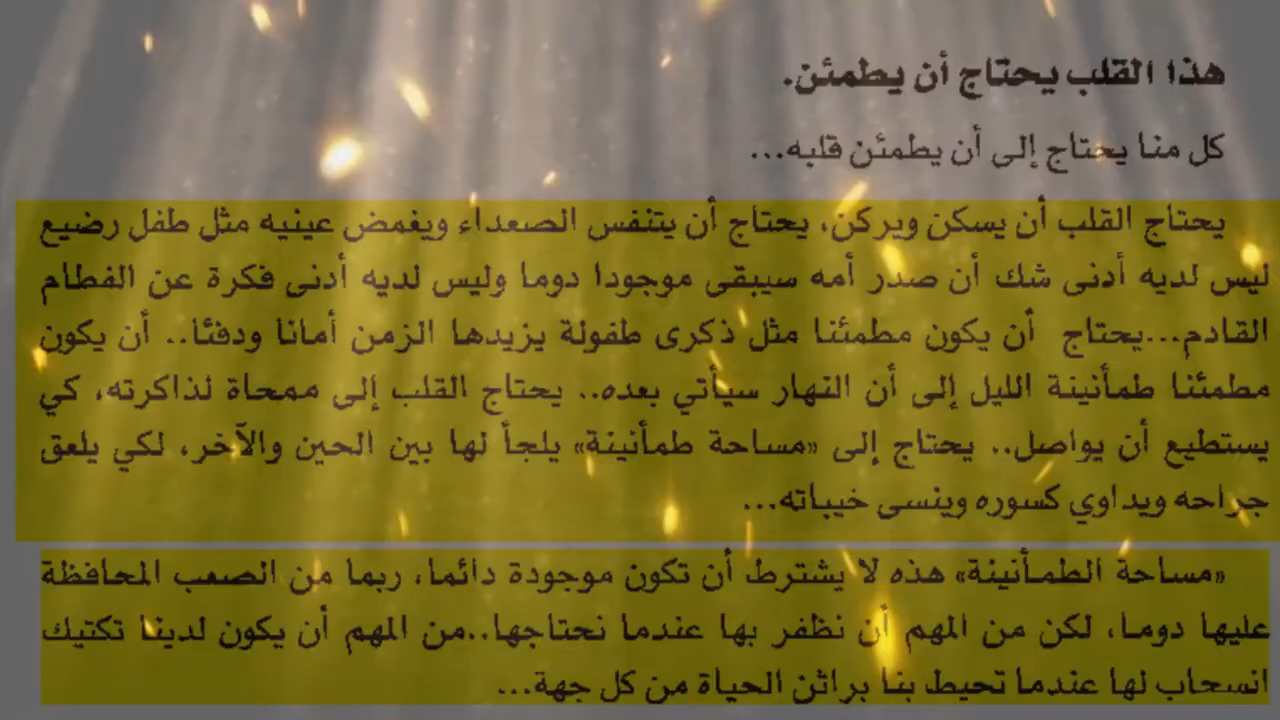 هذا القلب يحتاج أن يطمئن.
كل منا يحتاج إلى أن يطمئن قلبه...
يحتاج القلب أن يسكن ويركن، يحتاج أن يتنفس الصعداء ويغمض عينيه مثل طفل رضيع
ليس لديه أدنى شك أن صدر أمه سيبقى موجودا دوما وليس لديه أدنى فكرة عن الفطام
القادم...يحتاج أن يكون مطمئنا مثل ذكرى طفولة يزيدها الزمن أمانا ودفئا.. أن يكون
مطمئنا طمأنينة الليل إلى أن النهار سيأتي بعده.. يحتاج القلب إلى ممحاة لذاكرته، كي
يستطيع أن يواصل.. يحتاج إلى «مساحة طمأنينة» يلجأ لها بين الحين والآخر، لكي يلعق
جراحه ويداوي كسوره وينسى خيباته...
«مساحة الطمأنينة» هذه لا يشترط أن تكون موجودة دائما، ربما من الصعب المحافظة
عليها دوما، لكن من المهم أن نظفر بها عندما نحتاجها..من المهم أن يكون لدينا تكتيك
انسحاب لها عندما تحيط بنا براثن الحياة من كل جهة...